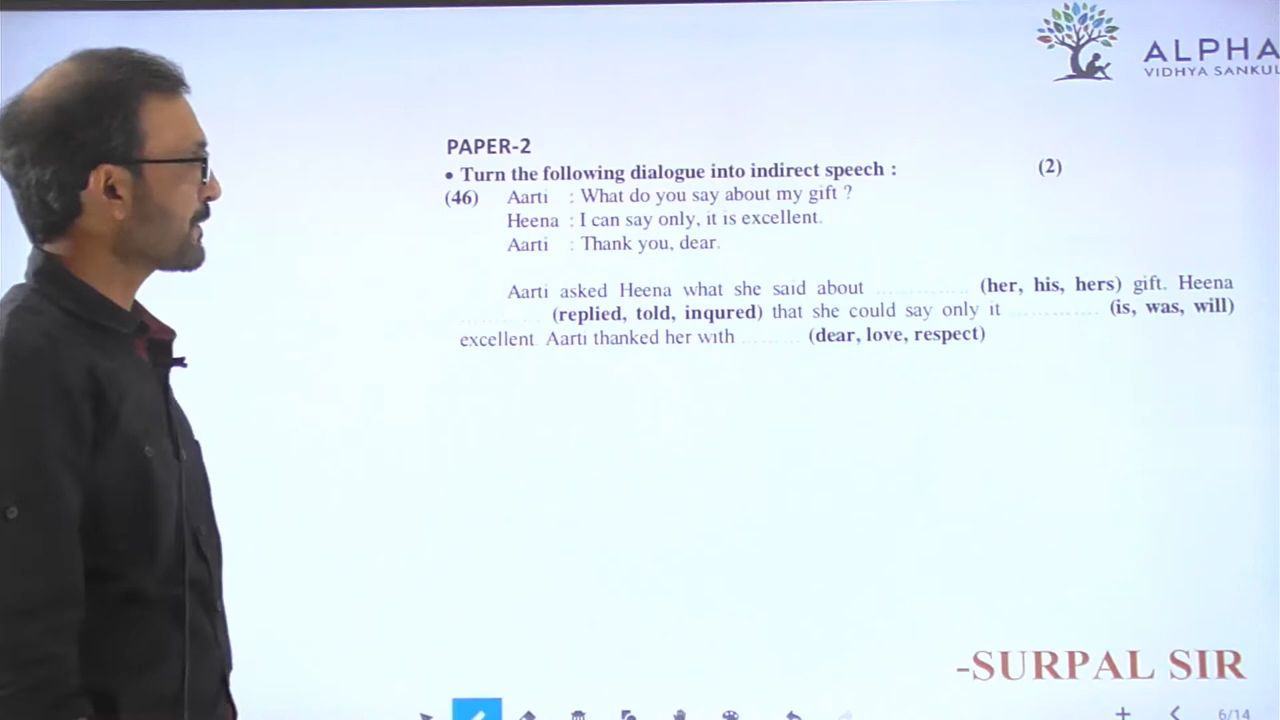 ALPHA
VIDHYA SANKUL
PAPER-2
• Turn the following dialogue into indirect speech : (2)
(46) Aarti : What do you say about my gift ?
Heena : I can say only, it is excellent.
Aarti : Thank you, dear.
Aarti asked Heena what she said about ............... (her, his, hers) gift. Heena
............... (replied, told, inqured) that she could say only it ............... (is, was, will)
excellent. Aarti thanked her with .......... (dear, love, respect)
-SURPAL SIR
6/14